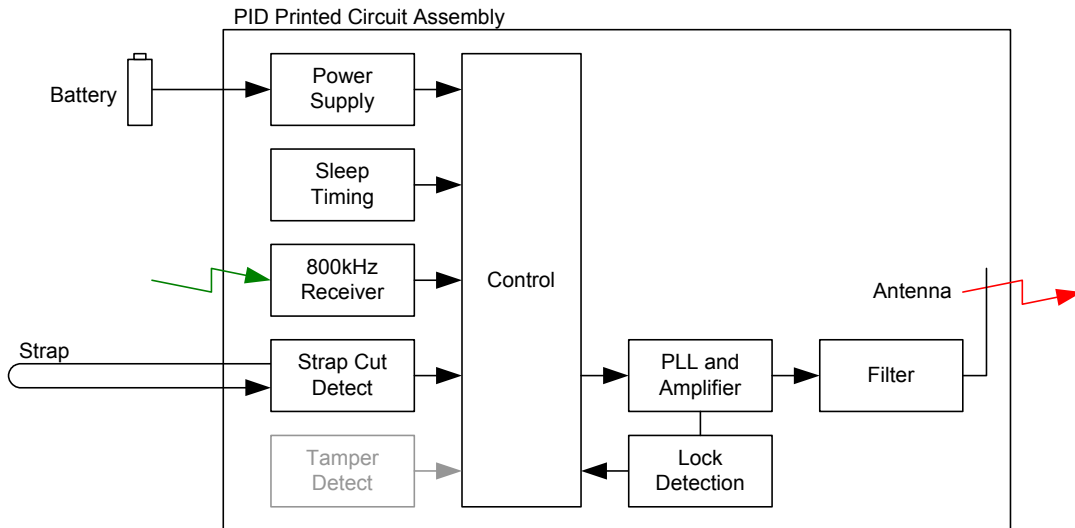 PID Printed Circuit Assembly
Battery
Power
Supply
Sleep
Timing
800kHz
Receiver
Control
Antenna
Strap
Strap Cut
Detect
PLL and
Amplifier
Filter
Tamper
Detect
Lock
Detection